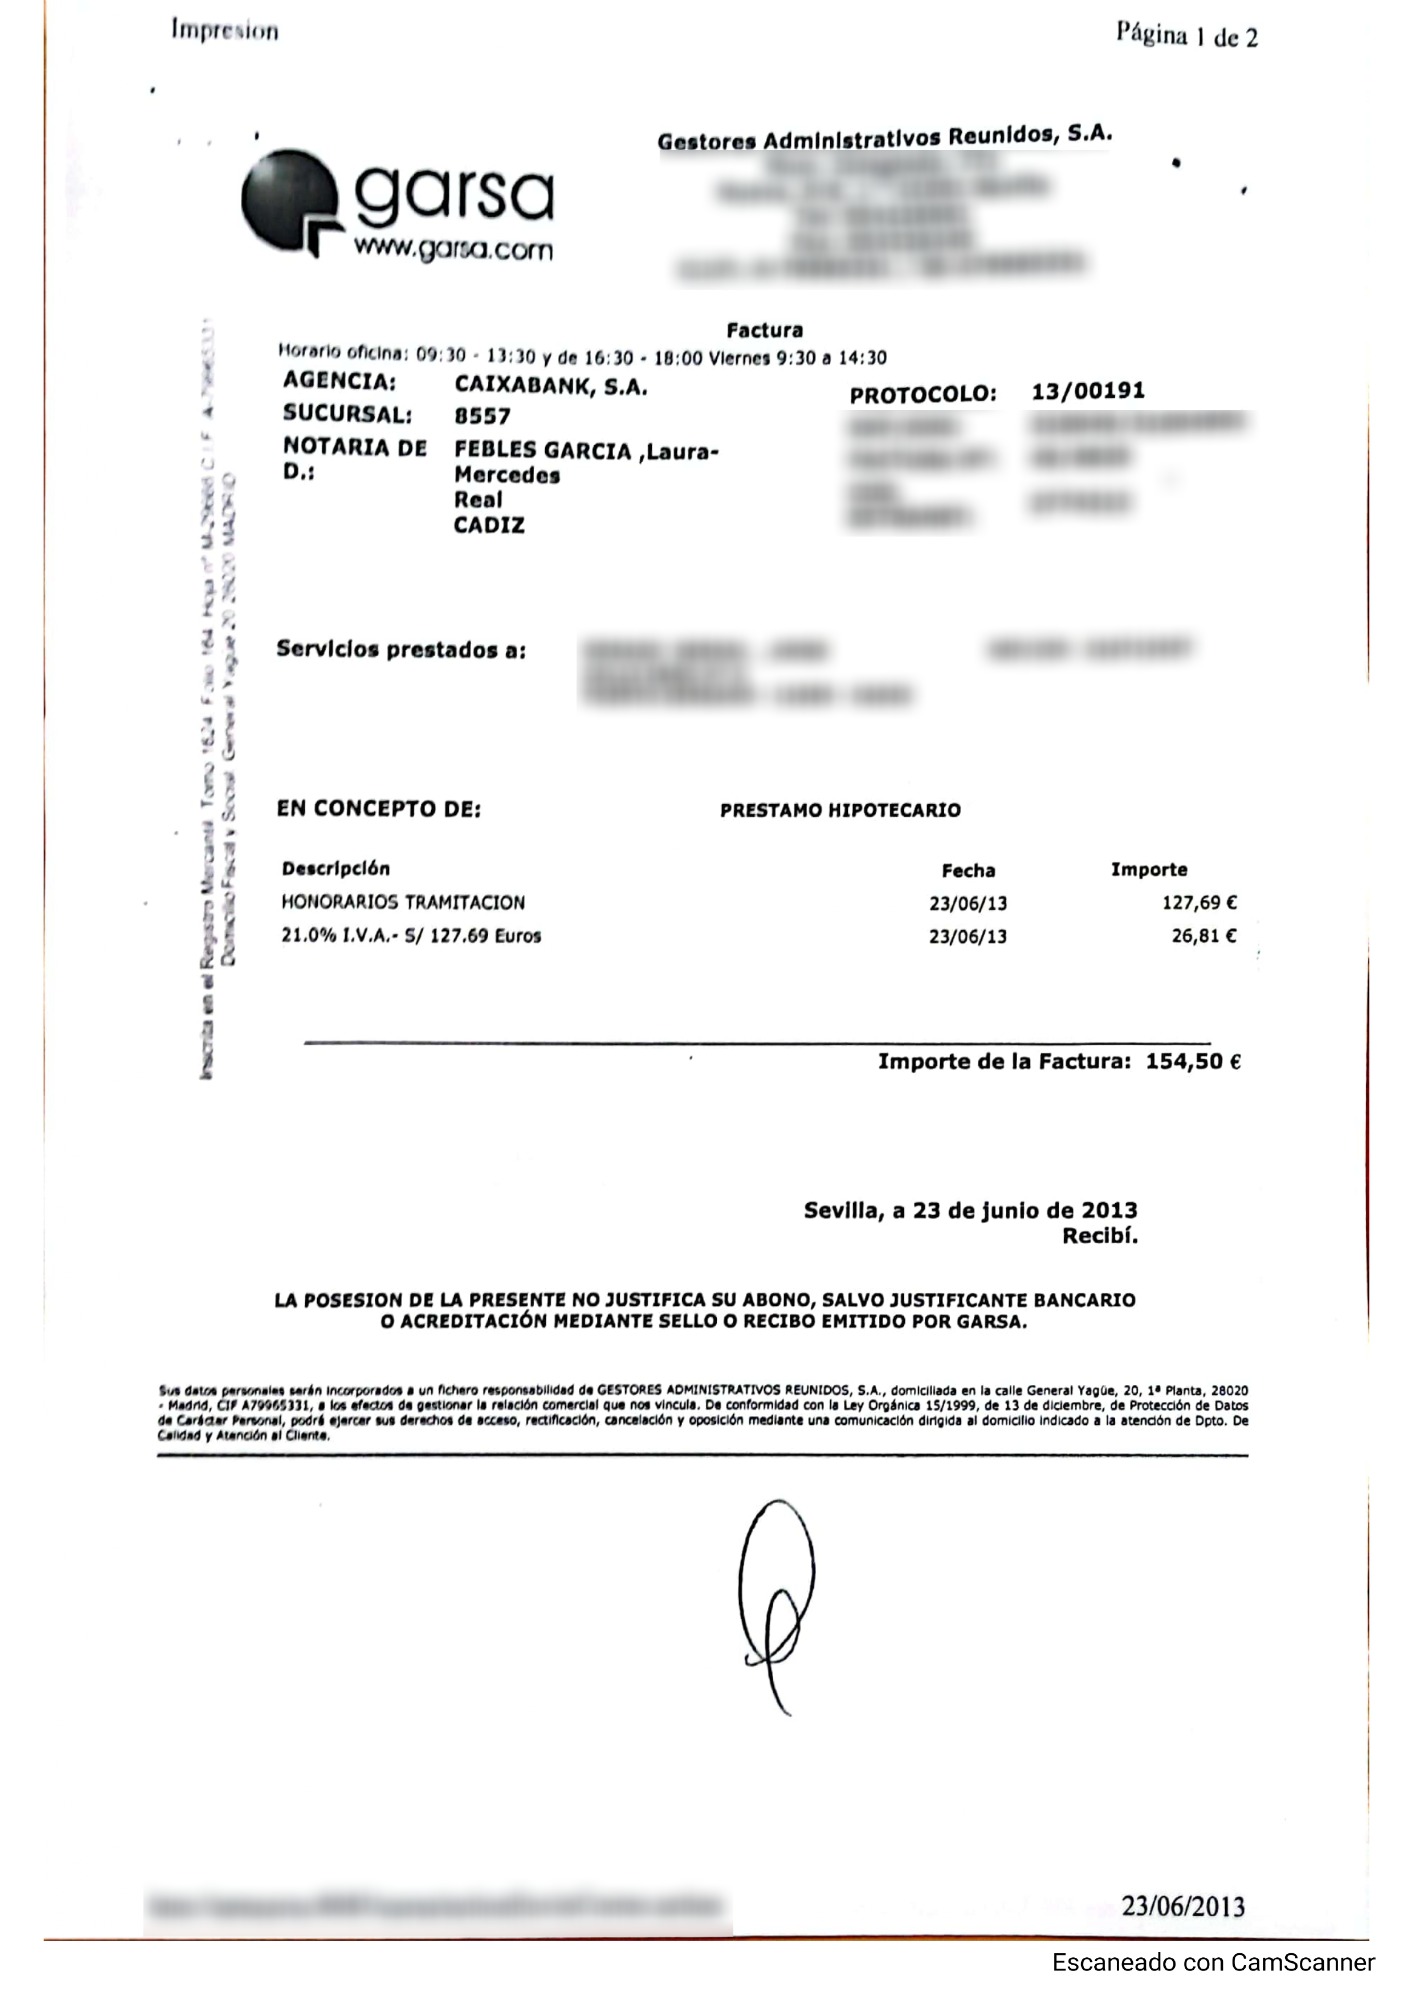 Impresion
Página 1 de 2
garsa
www.garsa.com
Gestores Administrativos Reunidos, S.A.
Factura
Horario oficina: 09:30 - 13:30 y de 16:30 - 18:00 Viernes 9:30 a 14:30
AGENCIA: CAIXABANK, S.A.
PROTOCOLO: 13/00191
SUCURSAL: 8557
NOTARIA DE D.: FEBLES GARCIA ,Laura-
Mercedes
Real
CADIZ
Inscrita en el Registro Mercantil Tomo 1624 Folio 164 Hoja nº M-29668 C.I.F. A-79965331
Domicilio Fiscal y Social General Yague 20 28020 MADRID
Servicios prestados a:
EN CONCEPTO DE: PRESTAMO HIPOTECARIO
Descripción Fecha Importe
HONORARIOS TRAMITACION 23/06/13 127,69 €
21.0% I.V.A.- S/ 127.69 Euros 23/06/13 26,81 €
Importe de la Factura: 154,50 €
Sevilla, a 23 de junio de 2013
Recibí.
LA POSESION DE LA PRESENTE NO JUSTIFICA SU ABONO, SALVO JUSTIFICANTE BANCARIO
O ACREDITACIÓN MEDIANTE SELLO O RECIBO EMITIDO POR GARSA.
Sus datos personales serán incorporados a un fichero responsabilidad de GESTORES ADMINISTRATIVOS REUNIDOS, S.A., domiciliada en la calle General Yagüe, 20, 1ª Planta, 28020
- Madrid, CIF A79965331, a los efectos de gestionar la relación comercial que nos vincula. De conformidad con la Ley Orgánica 15/1999, de 13 de diciembre, de Protección de Datos
de Carácter Personal, podrá ejercer sus derechos de acceso, rectificación, cancelación y oposición mediante una comunicación dirigida al domicilio indicado a la atención de Dpto. De
Calidad y Atención al Cliente.
23/06/2013
Escaneado con CamScanner